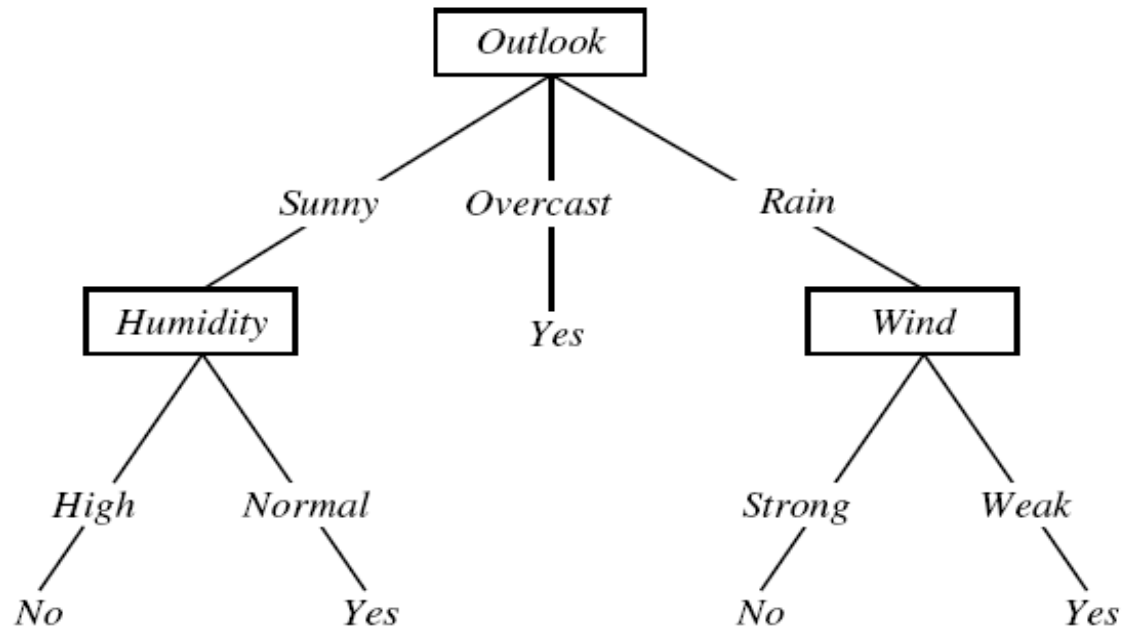 Outlook
Sunny Overcast Rain
Humidity Yes Wind
High Normal Strong Weak
No Yes No Yes